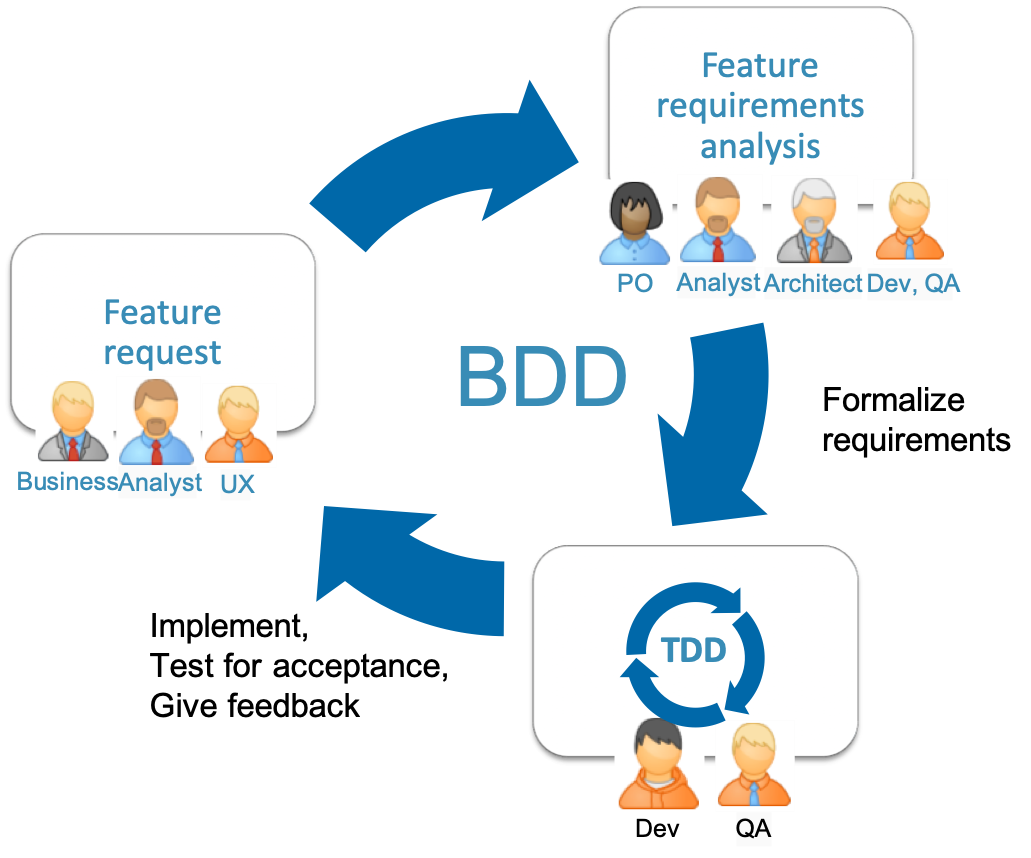 Feature
requirements
analysis
PO Analyst Architect Dev, QA
Feature
request
Business Analyst UX
BDD
Formalize
requirements
TDD
Dev QA
Implement,
Test for acceptance,
Give feedback